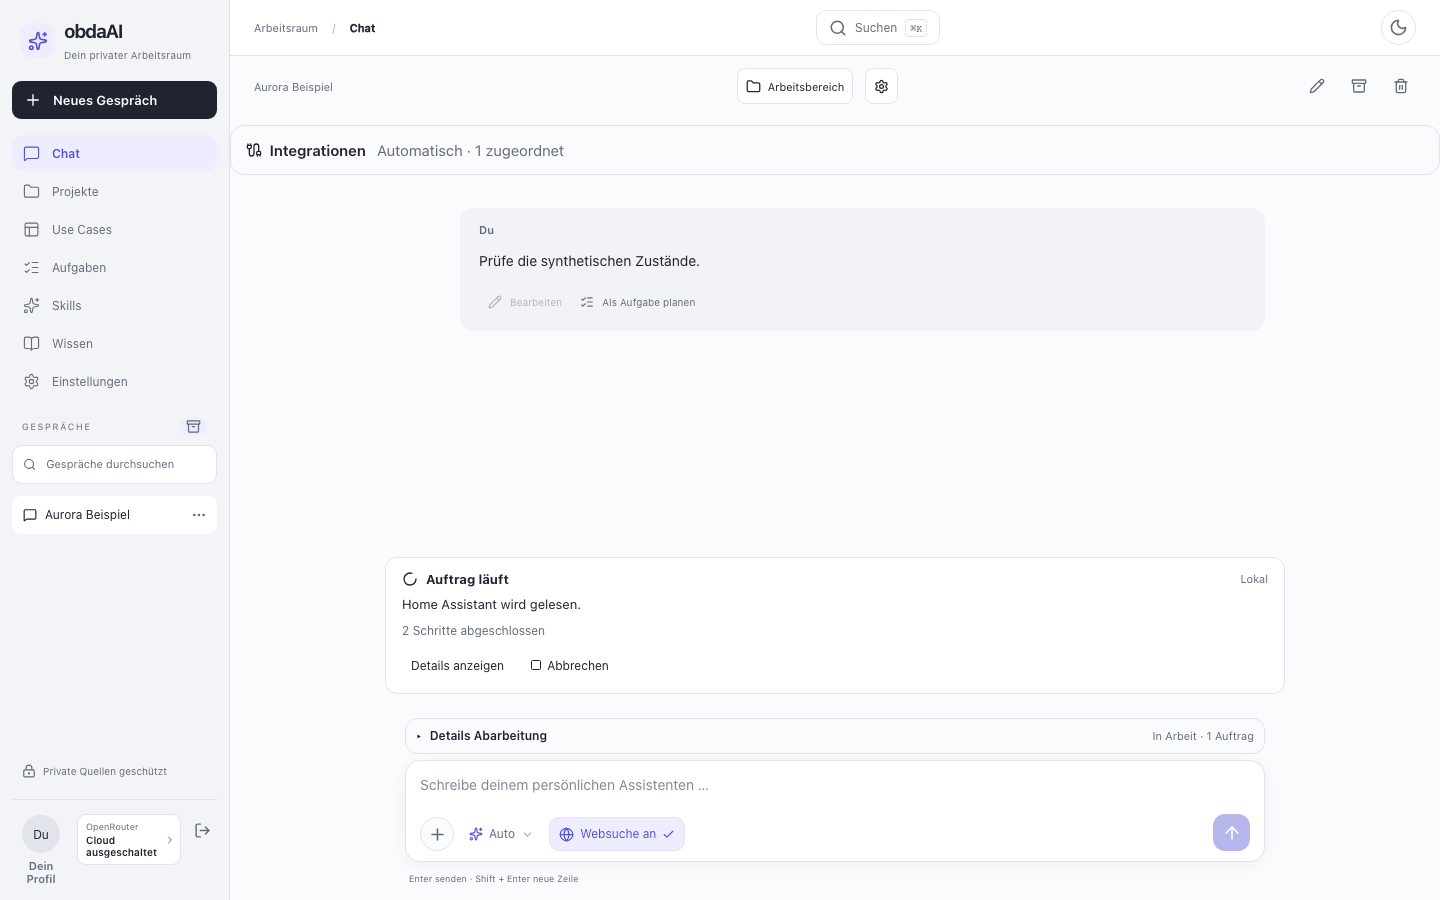 obdaAI
Dein privater Arbeitsraum
Neues Gespräch
Chat
Projekte
Use Cases
Aufgaben
Skills
Wissen
Einstellungen
GESPRÄCHE
Gespräche durchsuchen
Aurora Beispiel
Private Quellen geschützt
Du
Dein
Profil
OpenRouter
Cloud
ausgeschaltet
Arbeitsraum / Chat
Suchen ⌘K
Aurora Beispiel
Arbeitsbereich
Integrationen Automatisch · 1 zugeordnet
Du
Prüfe die synthetischen Zustände.
Bearbeiten Als Aufgabe planen
Auftrag läuft Lokal
Home Assistant wird gelesen.
2 Schritte abgeschlossen
Details anzeigen Abbrechen
Details Abarbeitung In Arbeit · 1 Auftrag
Schreibe deinem persönlichen Assistenten ...
Auto Websuche an
Enter senden · Shift + Enter neue Zeile